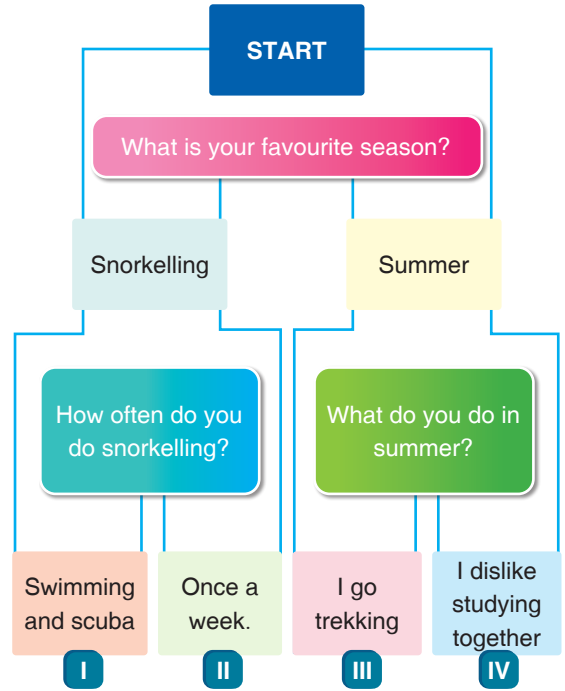 START
What is your favourite season?
Snorkelling
Summer
How often do you
do snorkelling?
What do you do in
summer?
Swimming
and scuba
I
Once a
week.
II
I go
trekking
III
I dislike
studying
together
IV